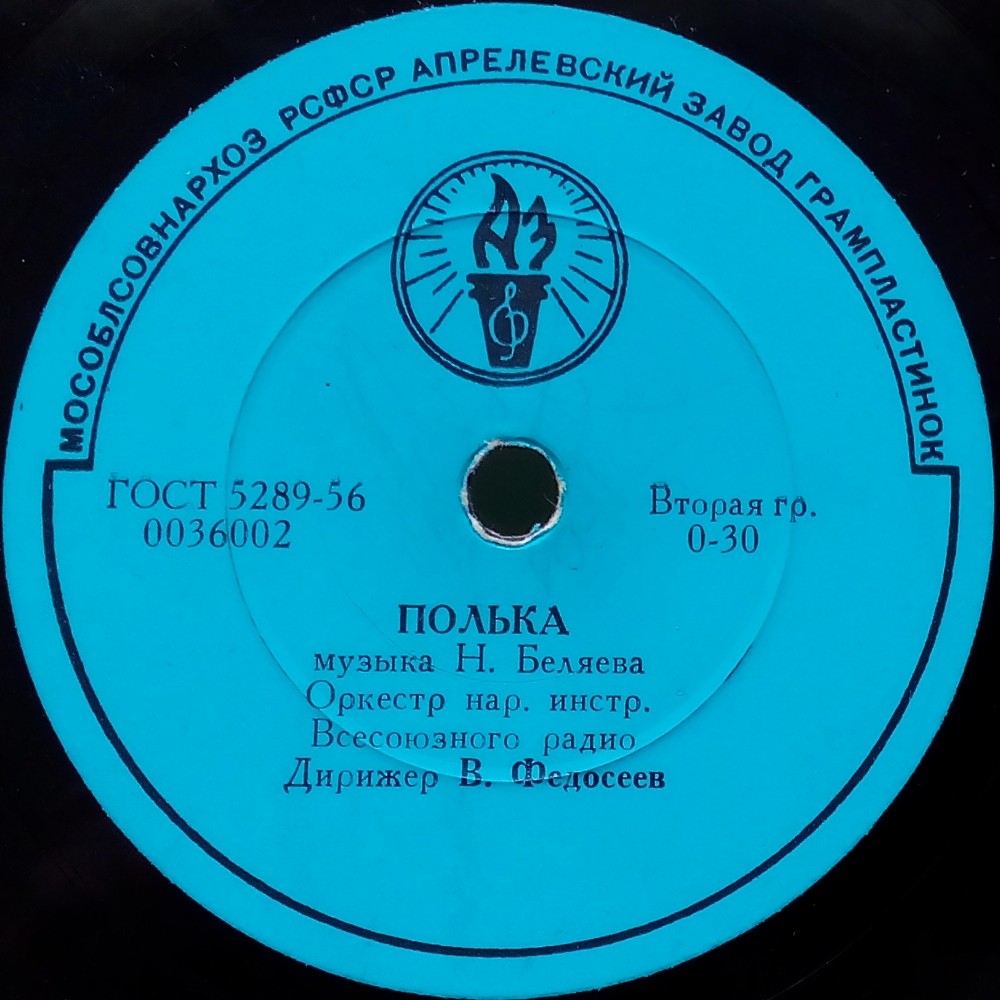 МОСОБЛСОВНАРХОЗ РСФСР АПРЕЛЕВСКИЙ ЗАВОД ГРАМПЛАСТИНОК
АЗ
ГОСТ 5289-56
0036002
Вторая гр.
0-30
ПОЛЬКА
музыка Н. Беляева
Оркестр нар. инстр.
Всесоюзного радио
Дирижер В. Федосеев